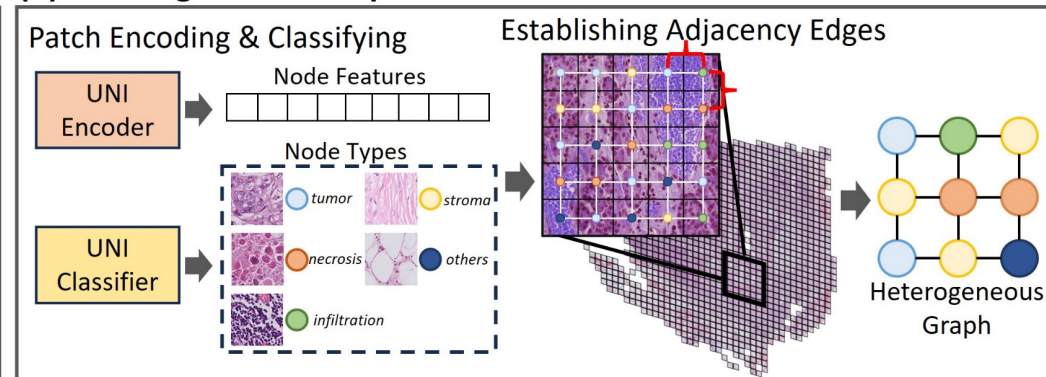 Patch Encoding & Classifying
Establishing Adjacency Edges
UNI
Encoder
Node Features
Node Types
UNI
Classifier
tumor
stroma
necrosis
others
infiltration
Heterogeneous
Graph